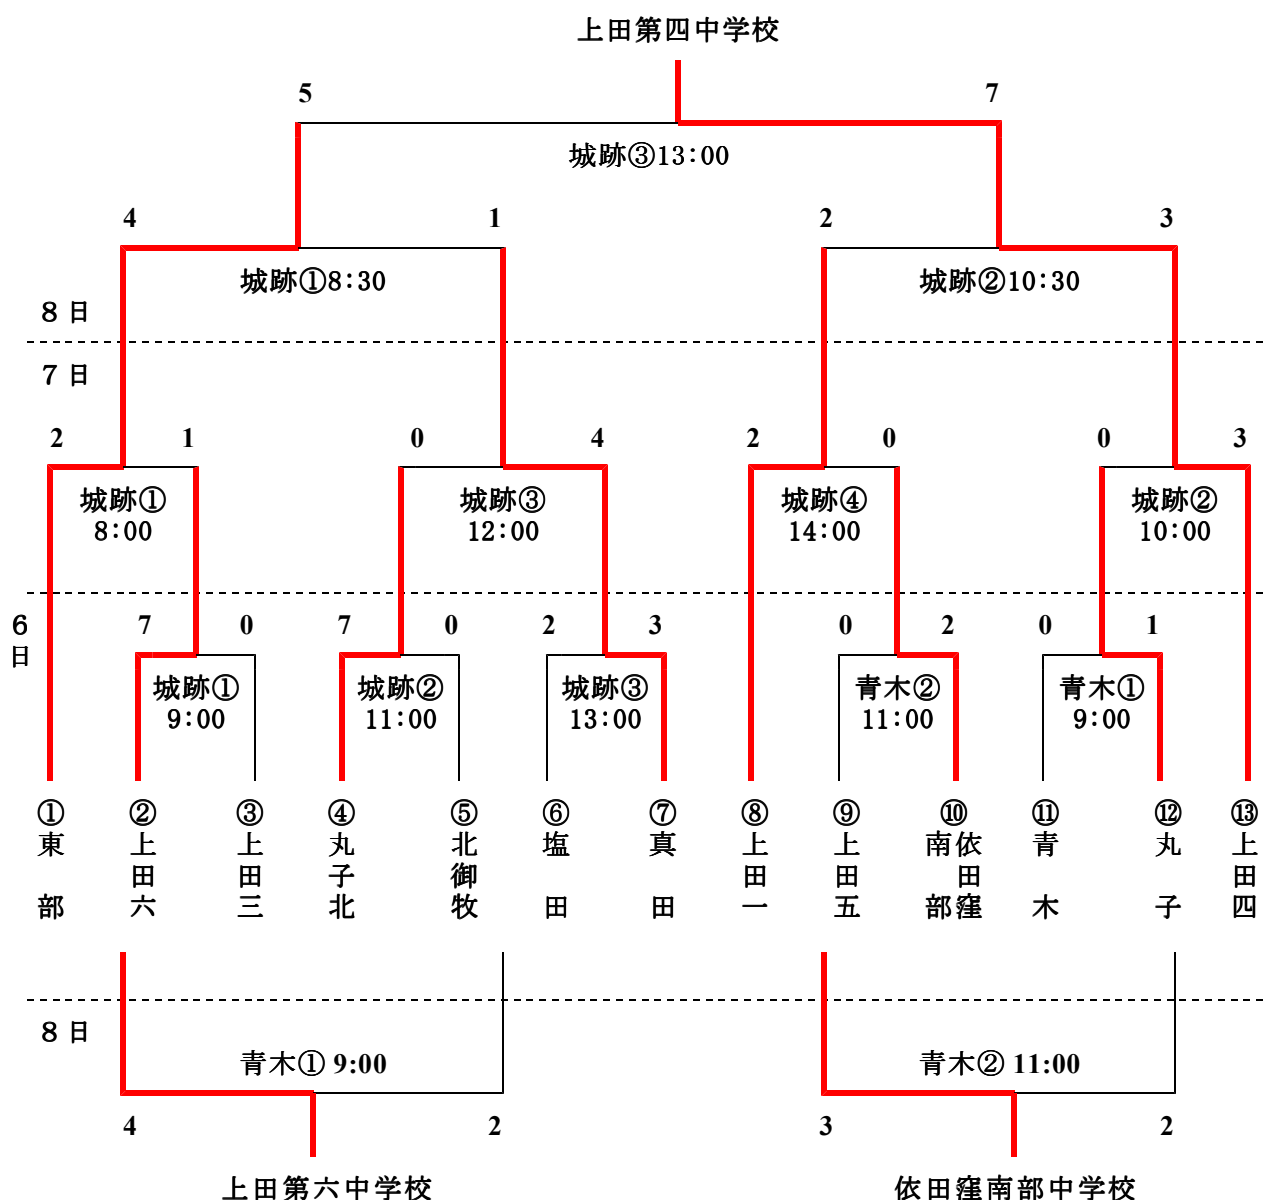 上田第四中学校
5 7
城跡③13：00
4 1 2 3
城跡①8：30 城跡②10：30
8 日
7 日
2 1 0 4 2 0 0 3
城跡① 城跡③ 城跡④ 城跡②
8：00 12：00 14：00 10：00
6
日
7 0 7 0 2 3 0 2 0 1
城跡① 城跡② 城跡③ 青木② 青木①
9：00 11：00 13：00 11：00 9：00
①東部
②上田六
③上田三
④丸子北
⑤北御牧
⑥塩田
⑦真田
⑧上田一
⑨上田五
⑩依田窪
南部
⑪青木
⑫丸子
⑬上田四
8 日
青木① 9:00 青木② 11:00
4 2 3 2
上田第六中学校 依田窪南部中学校